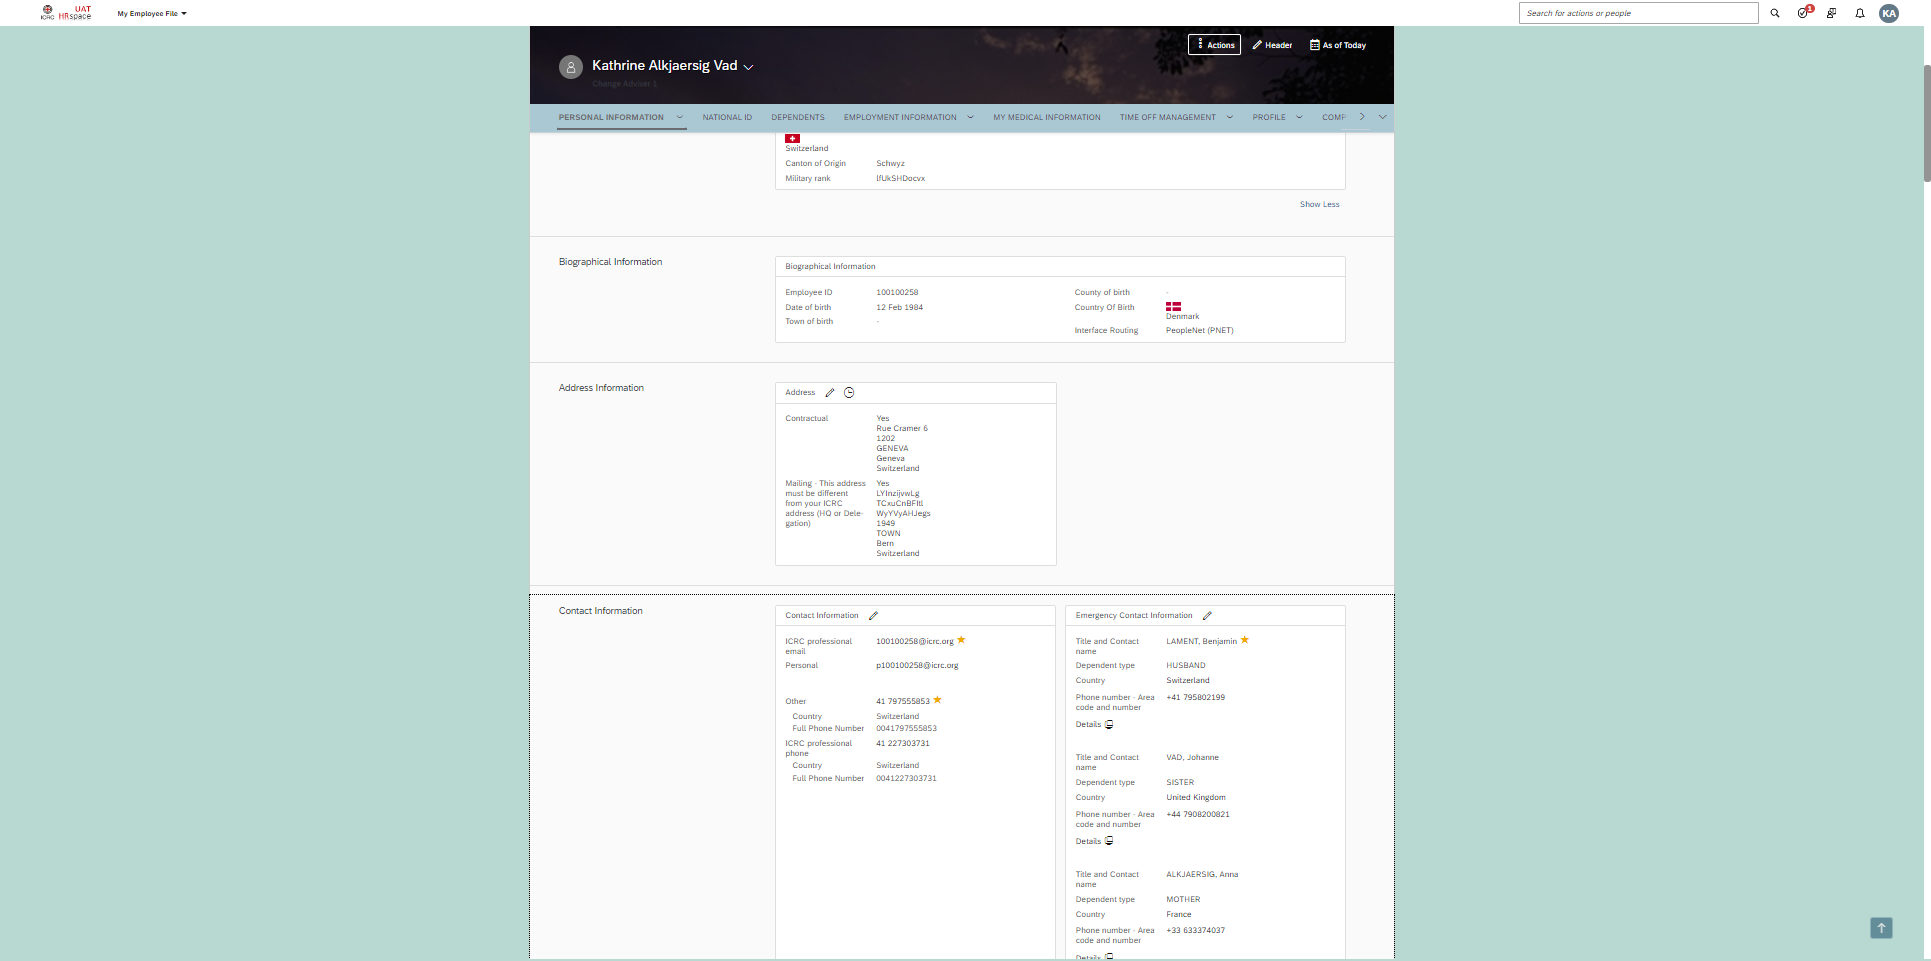 ICRC
UAT
HRspace
My Employee File
Search for actions or people
1
KA
Actions
Header
As of Today
Kathrine Alkjaersig Vad
Change Adviser 1
PERSONAL INFORMATION
NATIONAL ID
DEPENDENTS
EMPLOYMENT INFORMATION
MY MEDICAL INFORMATION
TIME OFF MANAGEMENT
PROFILE
COMP
Switzerland
Canton of Origin
Schwyz
Military rank
lfUkSHDocvx
Show Less
Biographical Information
Biographical Information
Employee ID
100100258
Date of birth
12 Feb 1984
Town of birth
-
County of birth
-
Country Of Birth
Denmark
Interface Routing
PeopleNet (PNET)
Address Information
Address
Contractual
Yes
Rue Cramer 6
1202
GENEVA
Geneva
Switzerland
Mailing - This address
must be different
from your ICRC
address (HQ or Dele-
gation)
Yes
LYInzijvwLg
TCxuCnBFltl
WyYVyAHJegs
1949
TOWN
Bern
Switzerland
Contact Information
Contact Information
ICRC professional
email
100100258@icrc.org
Personal
p100100258@icrc.org
Other
41 797555853
Country
Switzerland
Full Phone Number
0041797555853
ICRC professional
phone
41 227303731
Country
Switzerland
Full Phone Number
0041227303731
Emergency Contact Information
Title and Contact
name
LAMENT, Benjamin
Dependent type
HUSBAND
Country
Switzerland
Phone number - Area
code and number
+41 795802199
Details
Title and Contact
name
VAD, Johanne
Dependent type
SISTER
Country
United Kingdom
Phone number - Area
code and number
+44 7908200821
Details
Title and Contact
name
ALKJAERSIG, Anna
Dependent type
MOTHER
Country
France
Phone number - Area
code and number
+33 633374037
Details